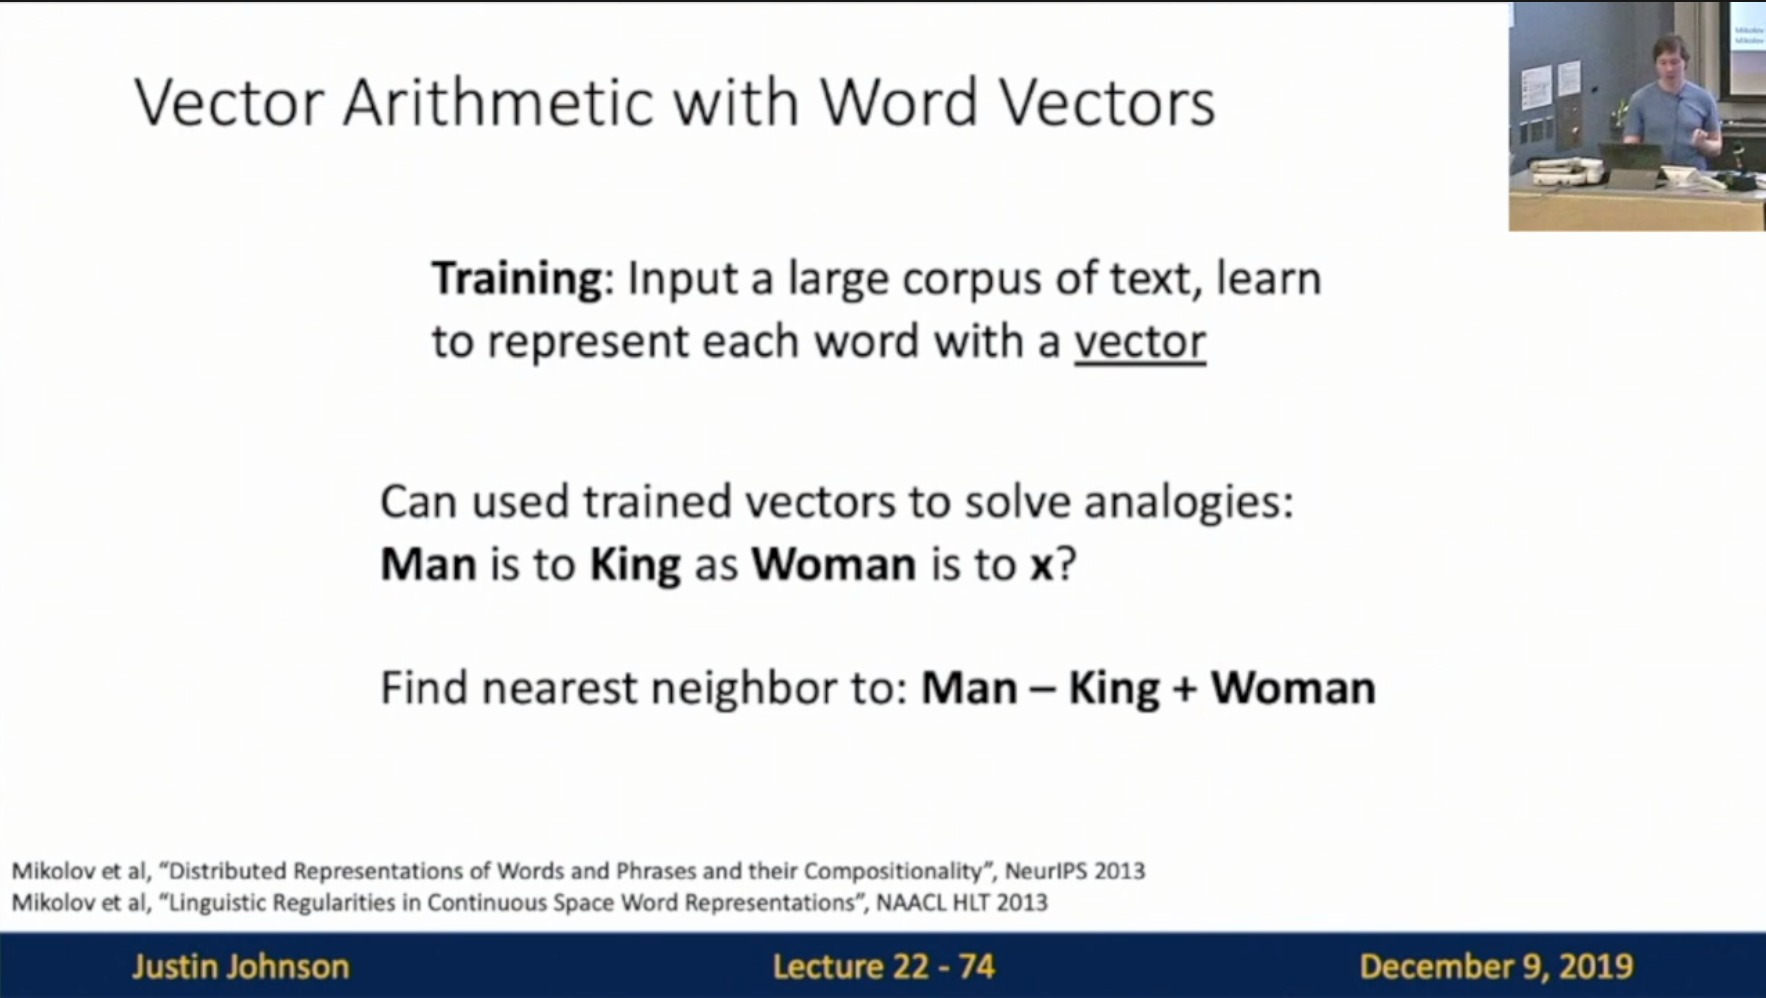 Vector Arithmetic with Word Vectors
Training: Input a large corpus of text, learn
to represent each word with a vector
Can used trained vectors to solve analogies:
Man is to King as Woman is to x?
Find nearest neighbor to: Man – King + Woman
Mikolov et al, “Distributed Representations of Words and Phrases and their Compositionality”, NeurIPS 2013
Mikolov et al, “Linguistic Regularities in Continuous Space Word Representations”, NAACL HLT 2013
Justin Johnson
Lecture 22 - 74
December 9, 2019